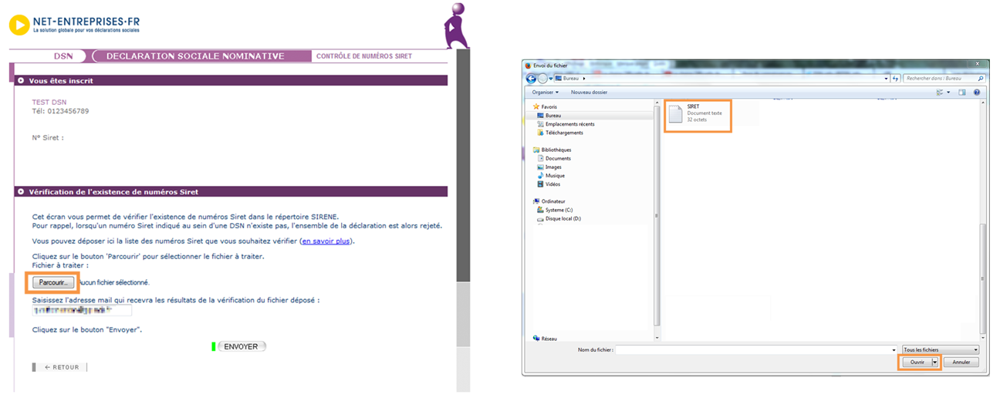 NET-ENTREPRISES·FR
La solution globale pour vos déclarations sociales
DSN
DECLARATION SOCIALE NOMINATIVE
CONTRÔLE DE NUMÉROS SIRET
Vous êtes inscrit
TEST DSN
Tél: 0123456789
N° Siret :
Vérification de l'existence de numéros Siret
Cet écran vous permet de vérifier l'existence de numéros Siret dans le répertoire SIRENE.
Pour rappel, lorsqu'un numéro Siret indiqué au sein d'une DSN n'existe pas, l'ensemble de la déclaration est alors rejeté.
Vous pouvez déposer ici la liste des numéros Siret que vous souhaitez vérifier (en savoir plus).
Cliquez sur le bouton 'Parcourir' pour sélectionner le fichier à traiter.
Fichier à traiter :
Parcourir... Aucun fichier sélectionné.
Saisissez l'adresse mail qui recevra les résultats de la vérification du fichier déposé :
Cliquez sur le bouton "Envoyer".
ENVOYER
← RETOUR
Envoi du fichier
Bureau
Rechercher dans : Bureau
Organiser
Nouveau dossier
Favoris
Bureau
Emplacements récents
Téléchargements
Bibliothèques
Documents
Images
Musique
Vidéos
Ordinateur
Systeme (C:)
Disque local (D:)
Réseau
SIRET
Document texte
32 octets
Nom du fichier :
Tous les fichiers
Ouvrir
Annuler